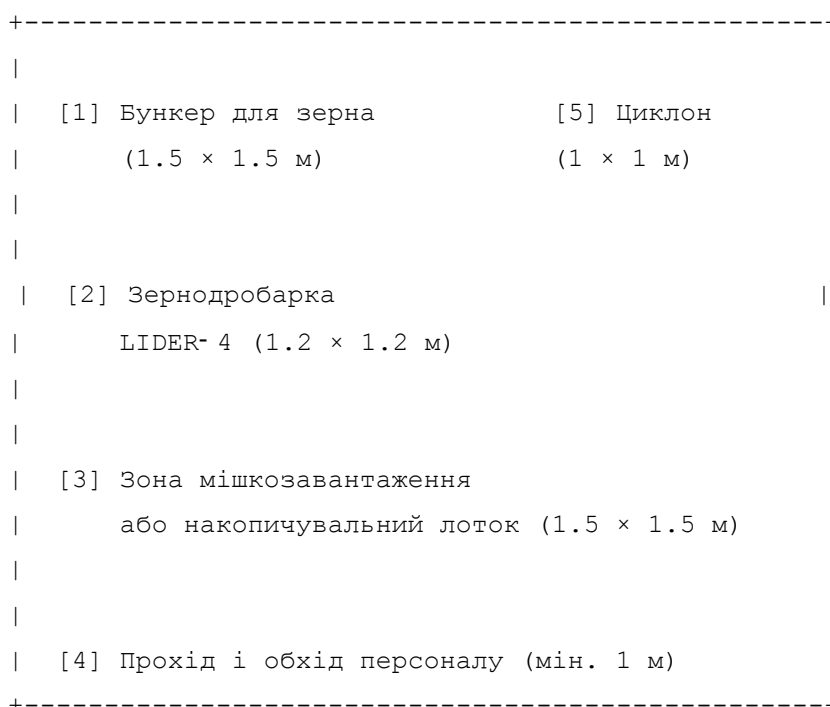 [1] Бункер для зерна [5] Циклон
(1.5 × 1.5 м) (1 × 1 м)
[2] Зернодробарка
LIDER- 4 (1.2 × 1.2 м)
[3] Зона мішкозавантаження
або накопичувальний лоток (1.5 × 1.5 м)
[4] Прохід і обхід персоналу (мін. 1 м)